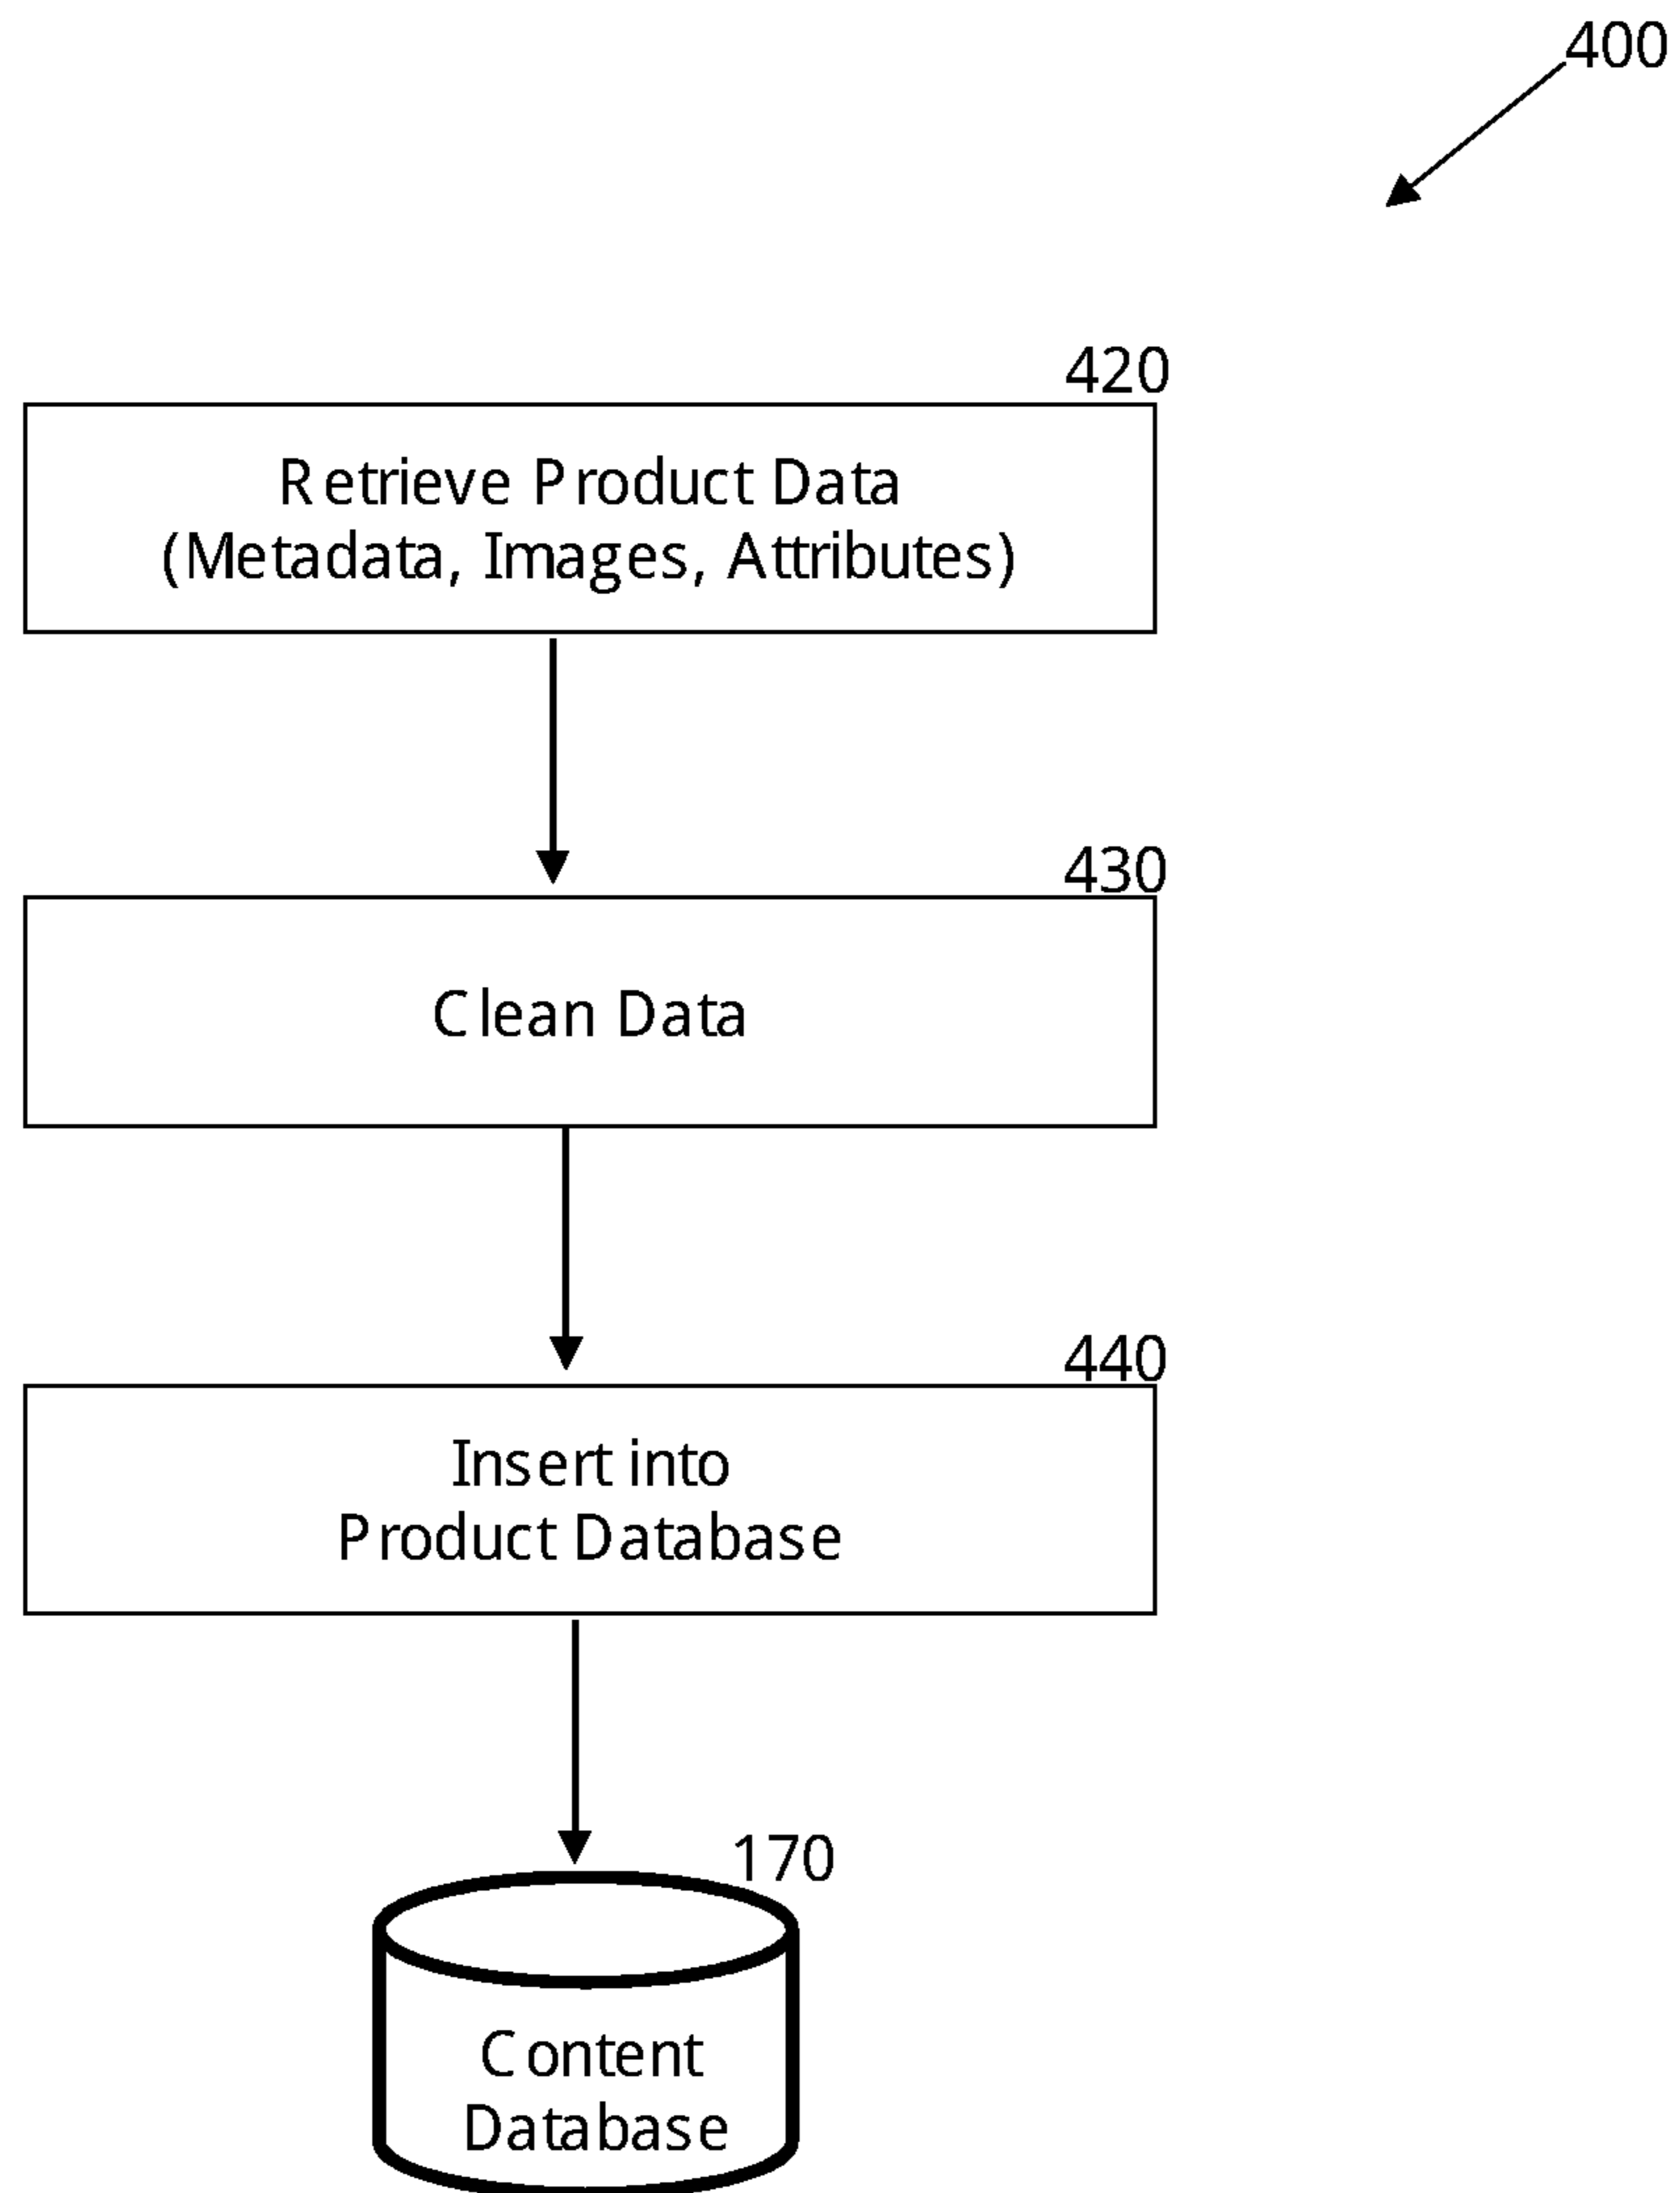 400
420
Retrieve Product Data
(Metadata, Images, Attributes)
430
Clean Data
440
Insert into
Product Database
170
Content
Database